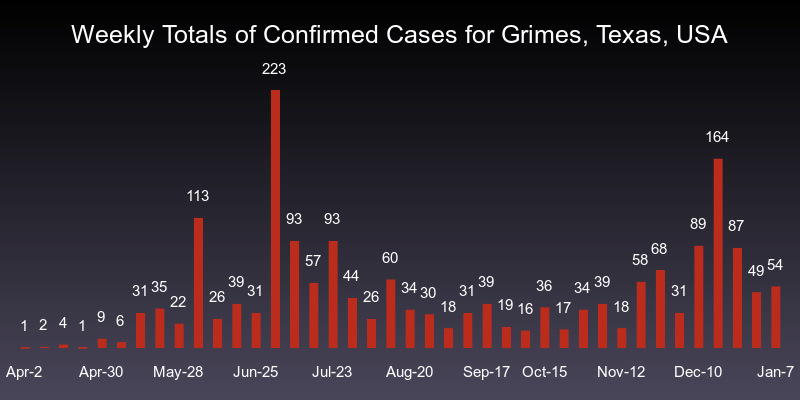 Weekly Totals of Confirmed Cases for Grimes, Texas, USA
1 2 4 1 9 6 31 35 22 113 26 39 31 223 93 57 93 44 26 60 34 30 18 31 39 19 16 36 17 34 39 18 58 68 31 89 164 87 49 54
Apr-2 Apr-30 May-28 Jun-25 Jul-23 Aug-20 Sep-17 Oct-15 Nov-12 Dec-10 Jan-7